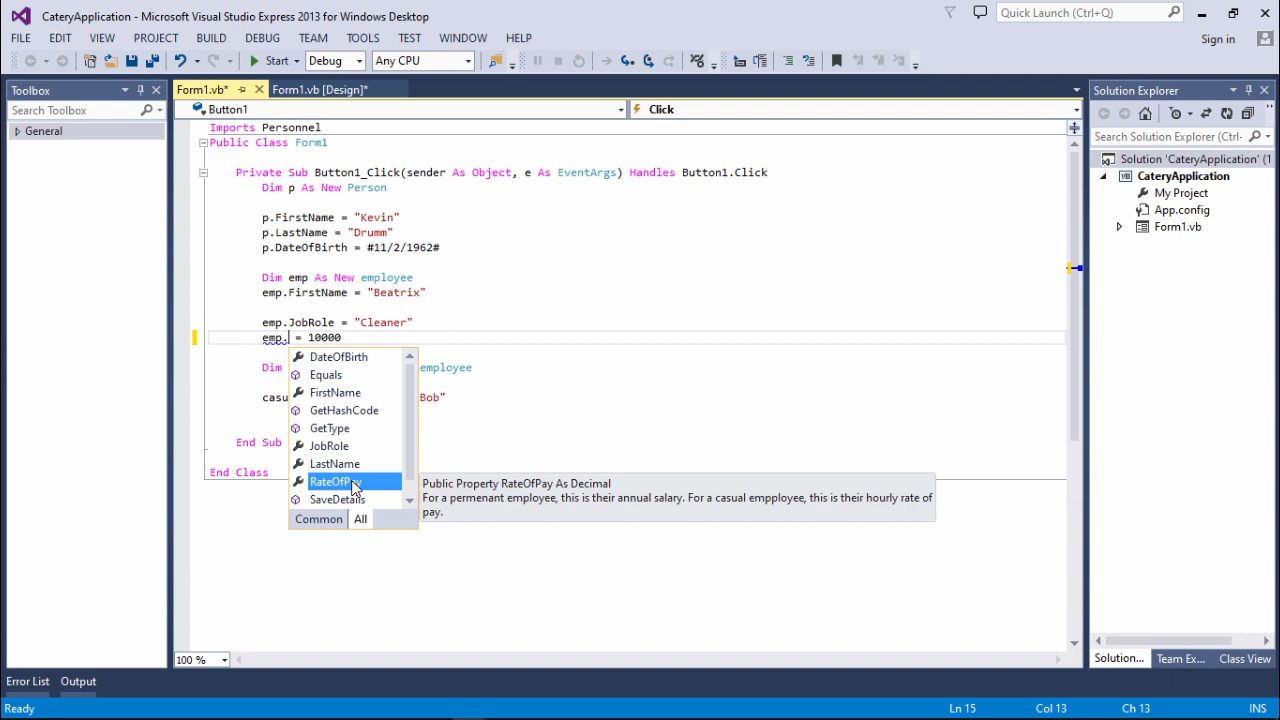 CateryApplication - Microsoft Visual Studio Express 2013 for Windows Desktop
Quick Launch (Ctrl+Q)
FILE EDIT VIEW PROJECT BUILD DEBUG TEAM TOOLS TEST WINDOW HELP
Sign in
Start Debug Any CPU
Toolbox
Search Toolbox
General
Form1.vb* Form1.vb [Design]*
Button1 Click
Imports Personnel
Public Class Form1
Private Sub Button1_Click(sender As Object, e As EventArgs) Handles Button1.Click
Dim p As New Person
p.FirstName = "Kevin"
p.LastName = "Drumm"
p.DateOfBirth = #11/2/1962#
Dim emp As New employee
emp.FirstName = "Beatrix"
emp.JobRole = "Cleaner"
emp. = 10000
Dim employee
casu Bob"
End Sub
End Class
DateOfBirth
Equals
FirstName
GetHashCode
GetType
JobRole
LastName
RateOfPay
SaveDetails
Common All
Public Property RateOfPay As Decimal
For a permenant employee, this is their annual salary. For a casual empployee, this is their hourly rate of
pay.
Solution Explorer
Search Solution Explorer (Ctrl-
Solution 'CateryApplication' (1
CateryApplication
My Project
App.config
Form1.vb
100 %
Solution... Team Ex... Class View
Error List Output
Ready Ln 15 Col 13 Ch 13 INS